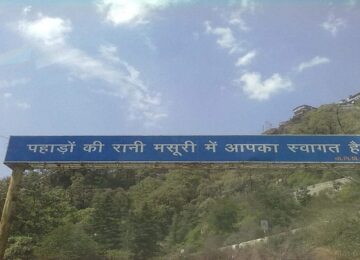 पहाड़ों की रानी मसूरी में आपका स्वागत है